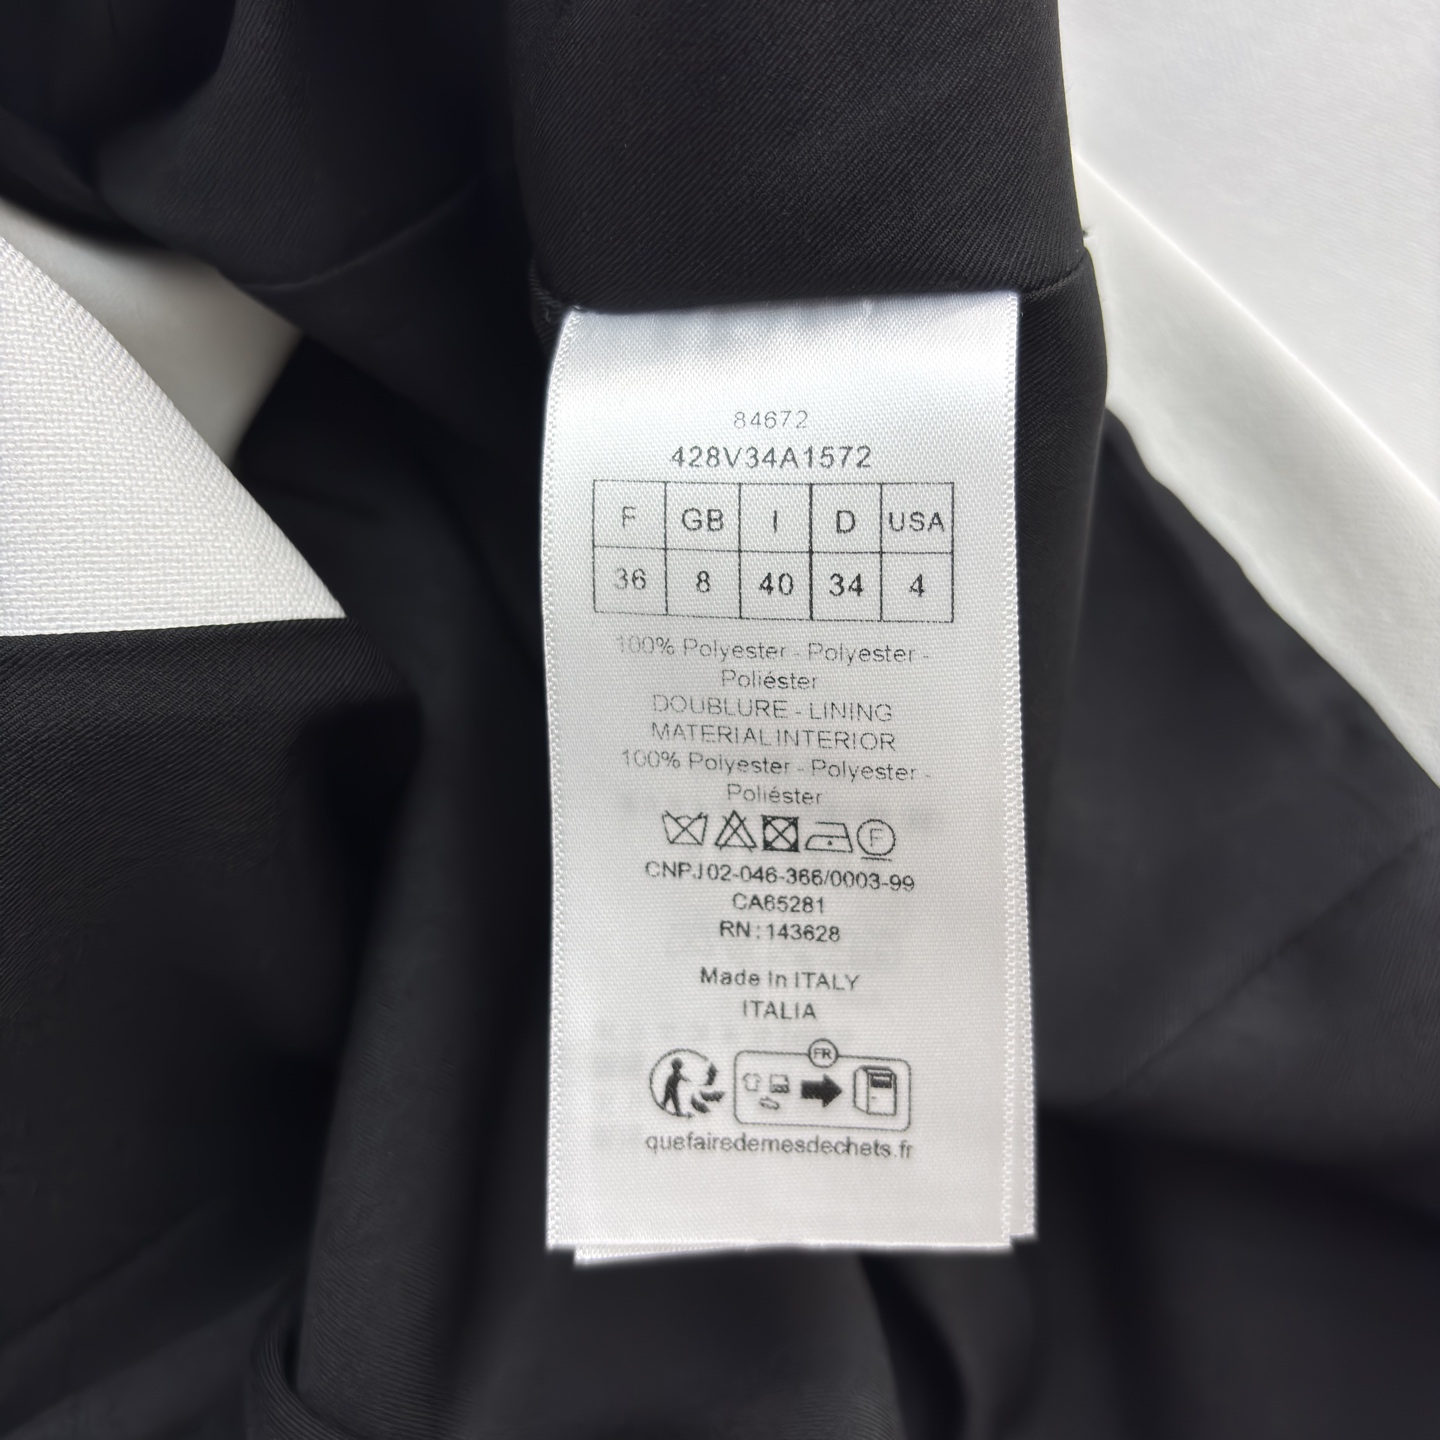 84672
428V34A1572
F GB I D USA
36 8 40 34 4
100% Polyester - Polyester -
Poliéster
DOUBLURE - LINING
MATERIAL INTERIOR
100% Polyester - Polyester -
Poliéster
F
CNPJ 02-046-366/0003-99
CA65281
RN : 143628
Made In ITALY
ITALIA
FR
quefairedemesdechets.fr